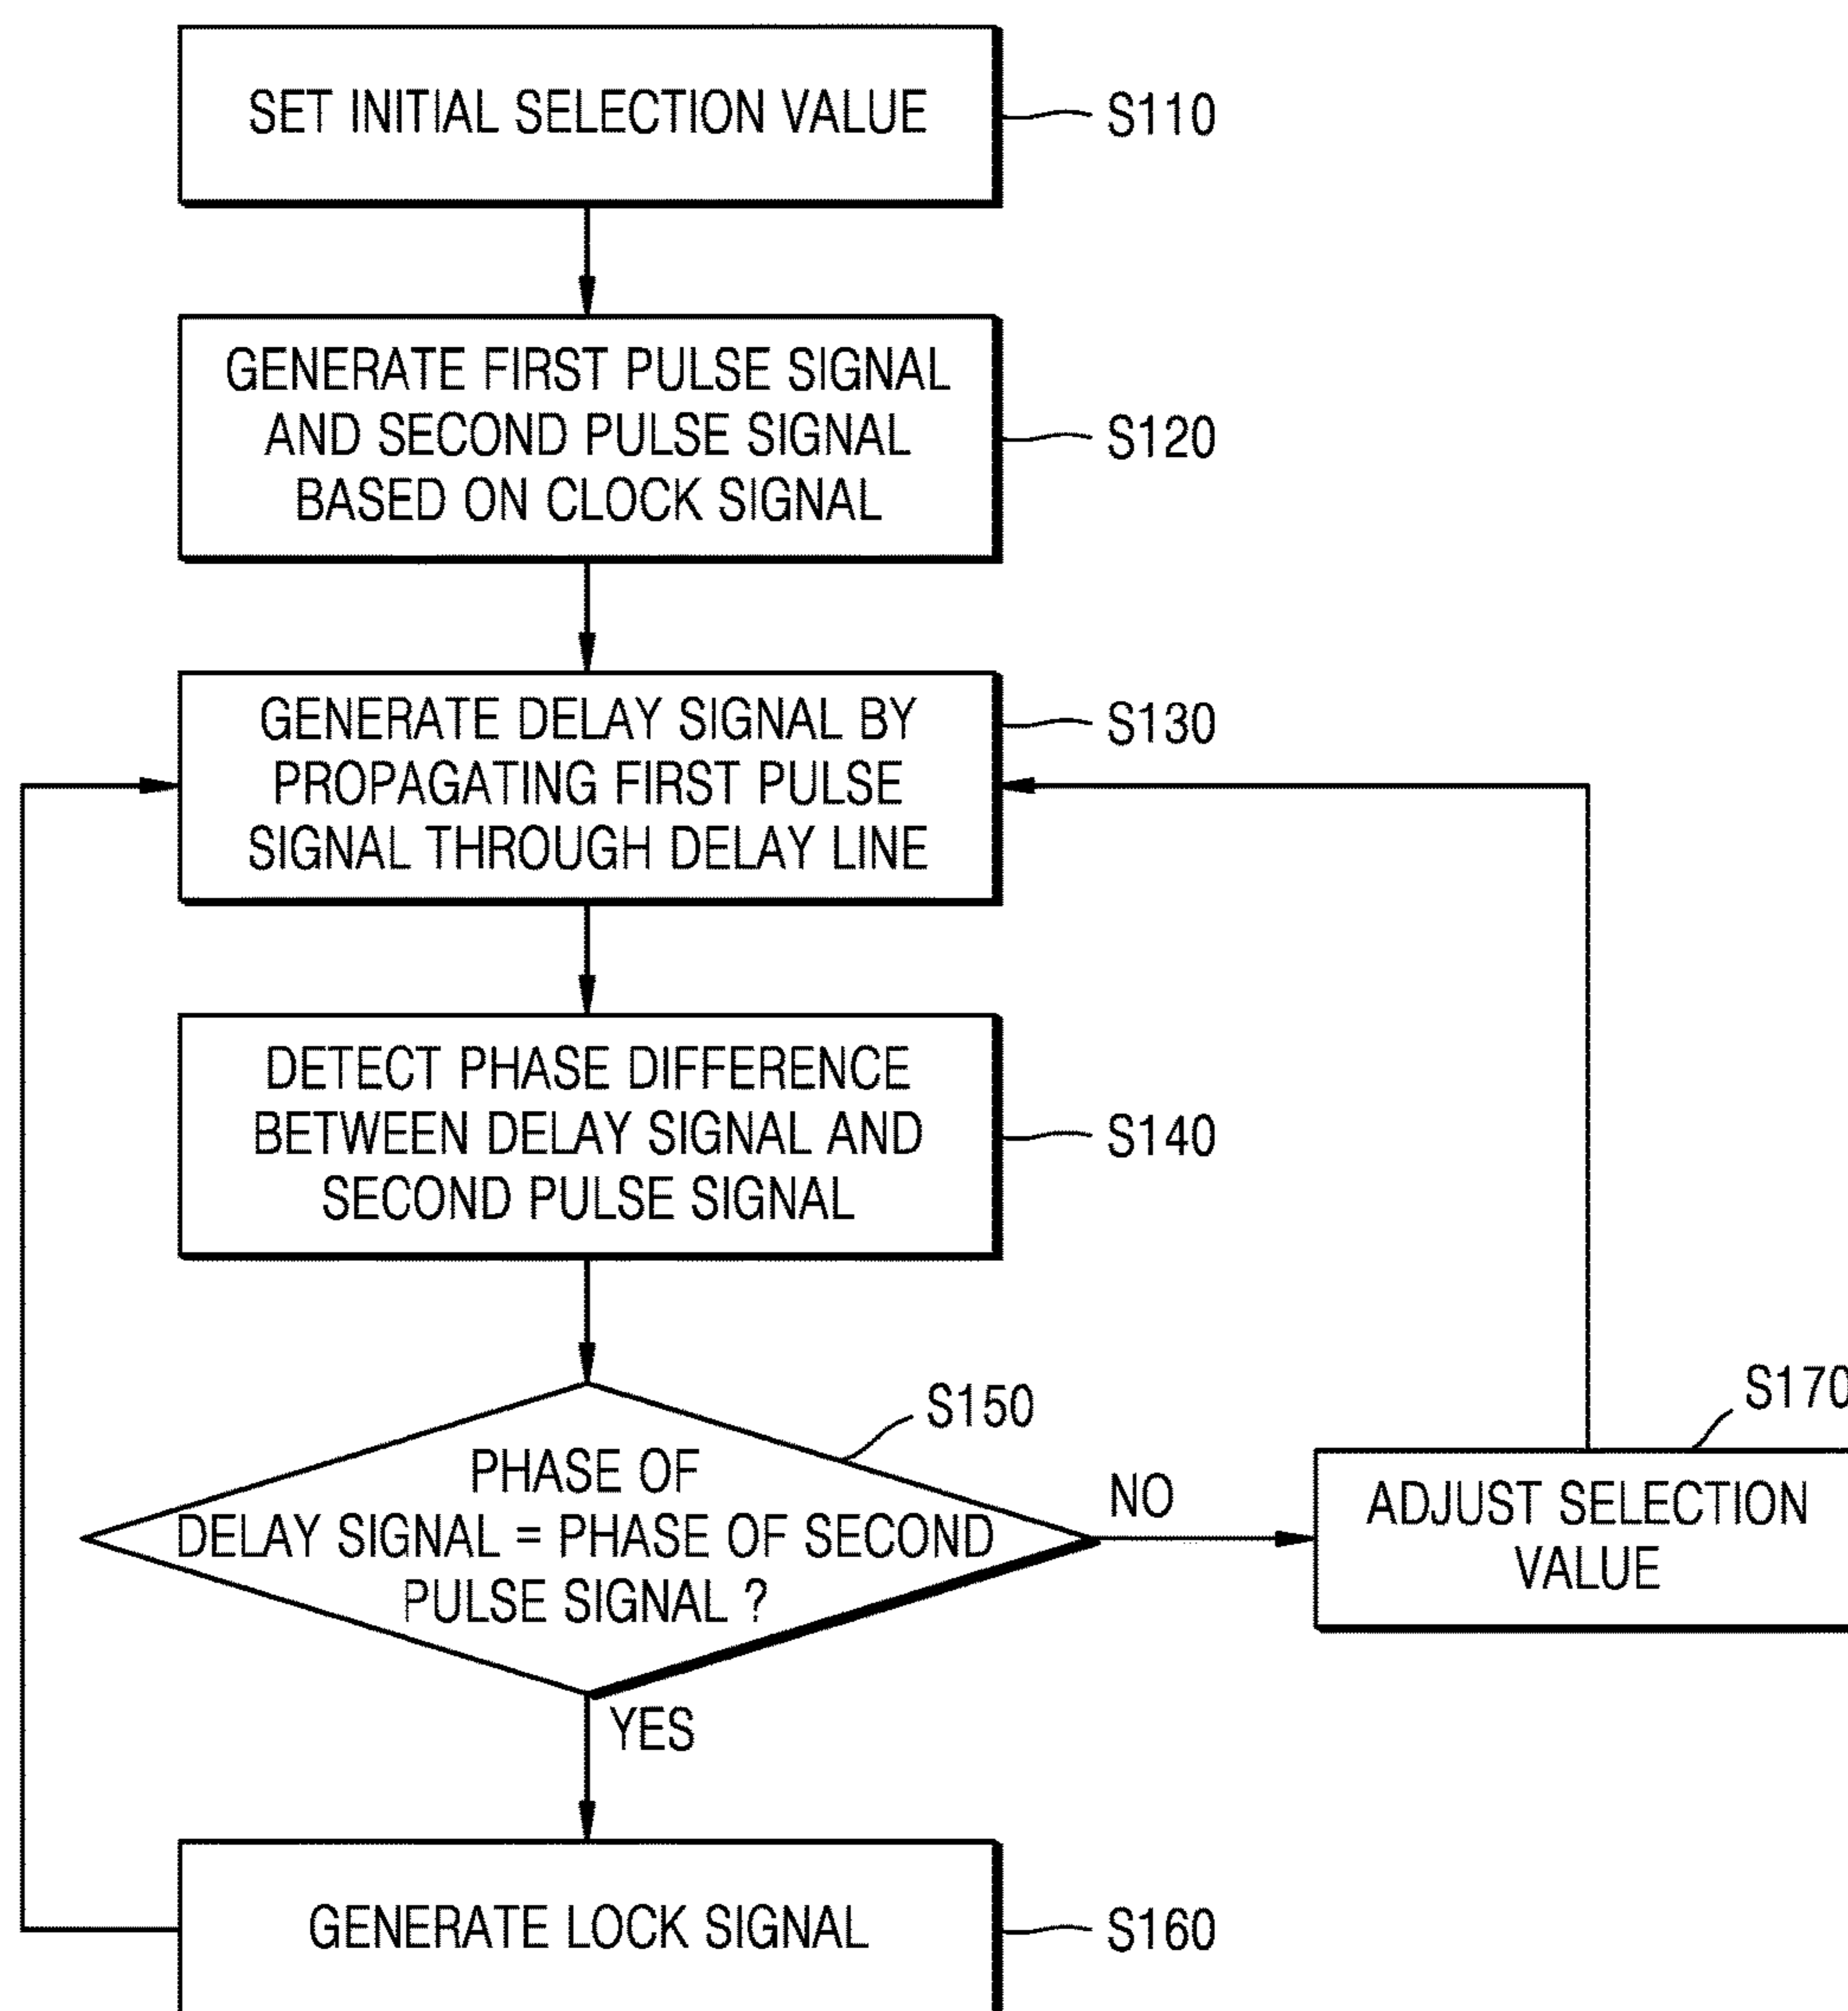 SET INITIAL SELECTION VALUE
S110
GENERATE FIRST PULSE SIGNAL
AND SECOND PULSE SIGNAL
BASED ON CLOCK SIGNAL
S120
GENERATE DELAY SIGNAL BY
PROPAGATING FIRST PULSE
SIGNAL THROUGH DELAY LINE
S130
DETECT PHASE DIFFERENCE
BETWEEN DELAY SIGNAL AND
SECOND PULSE SIGNAL
S140
S150
PHASE OF
DELAY SIGNAL = PHASE OF SECOND
PULSE SIGNAL ?
NO
S170
ADJUST SELECTION
VALUE
YES
GENERATE LOCK SIGNAL
S160